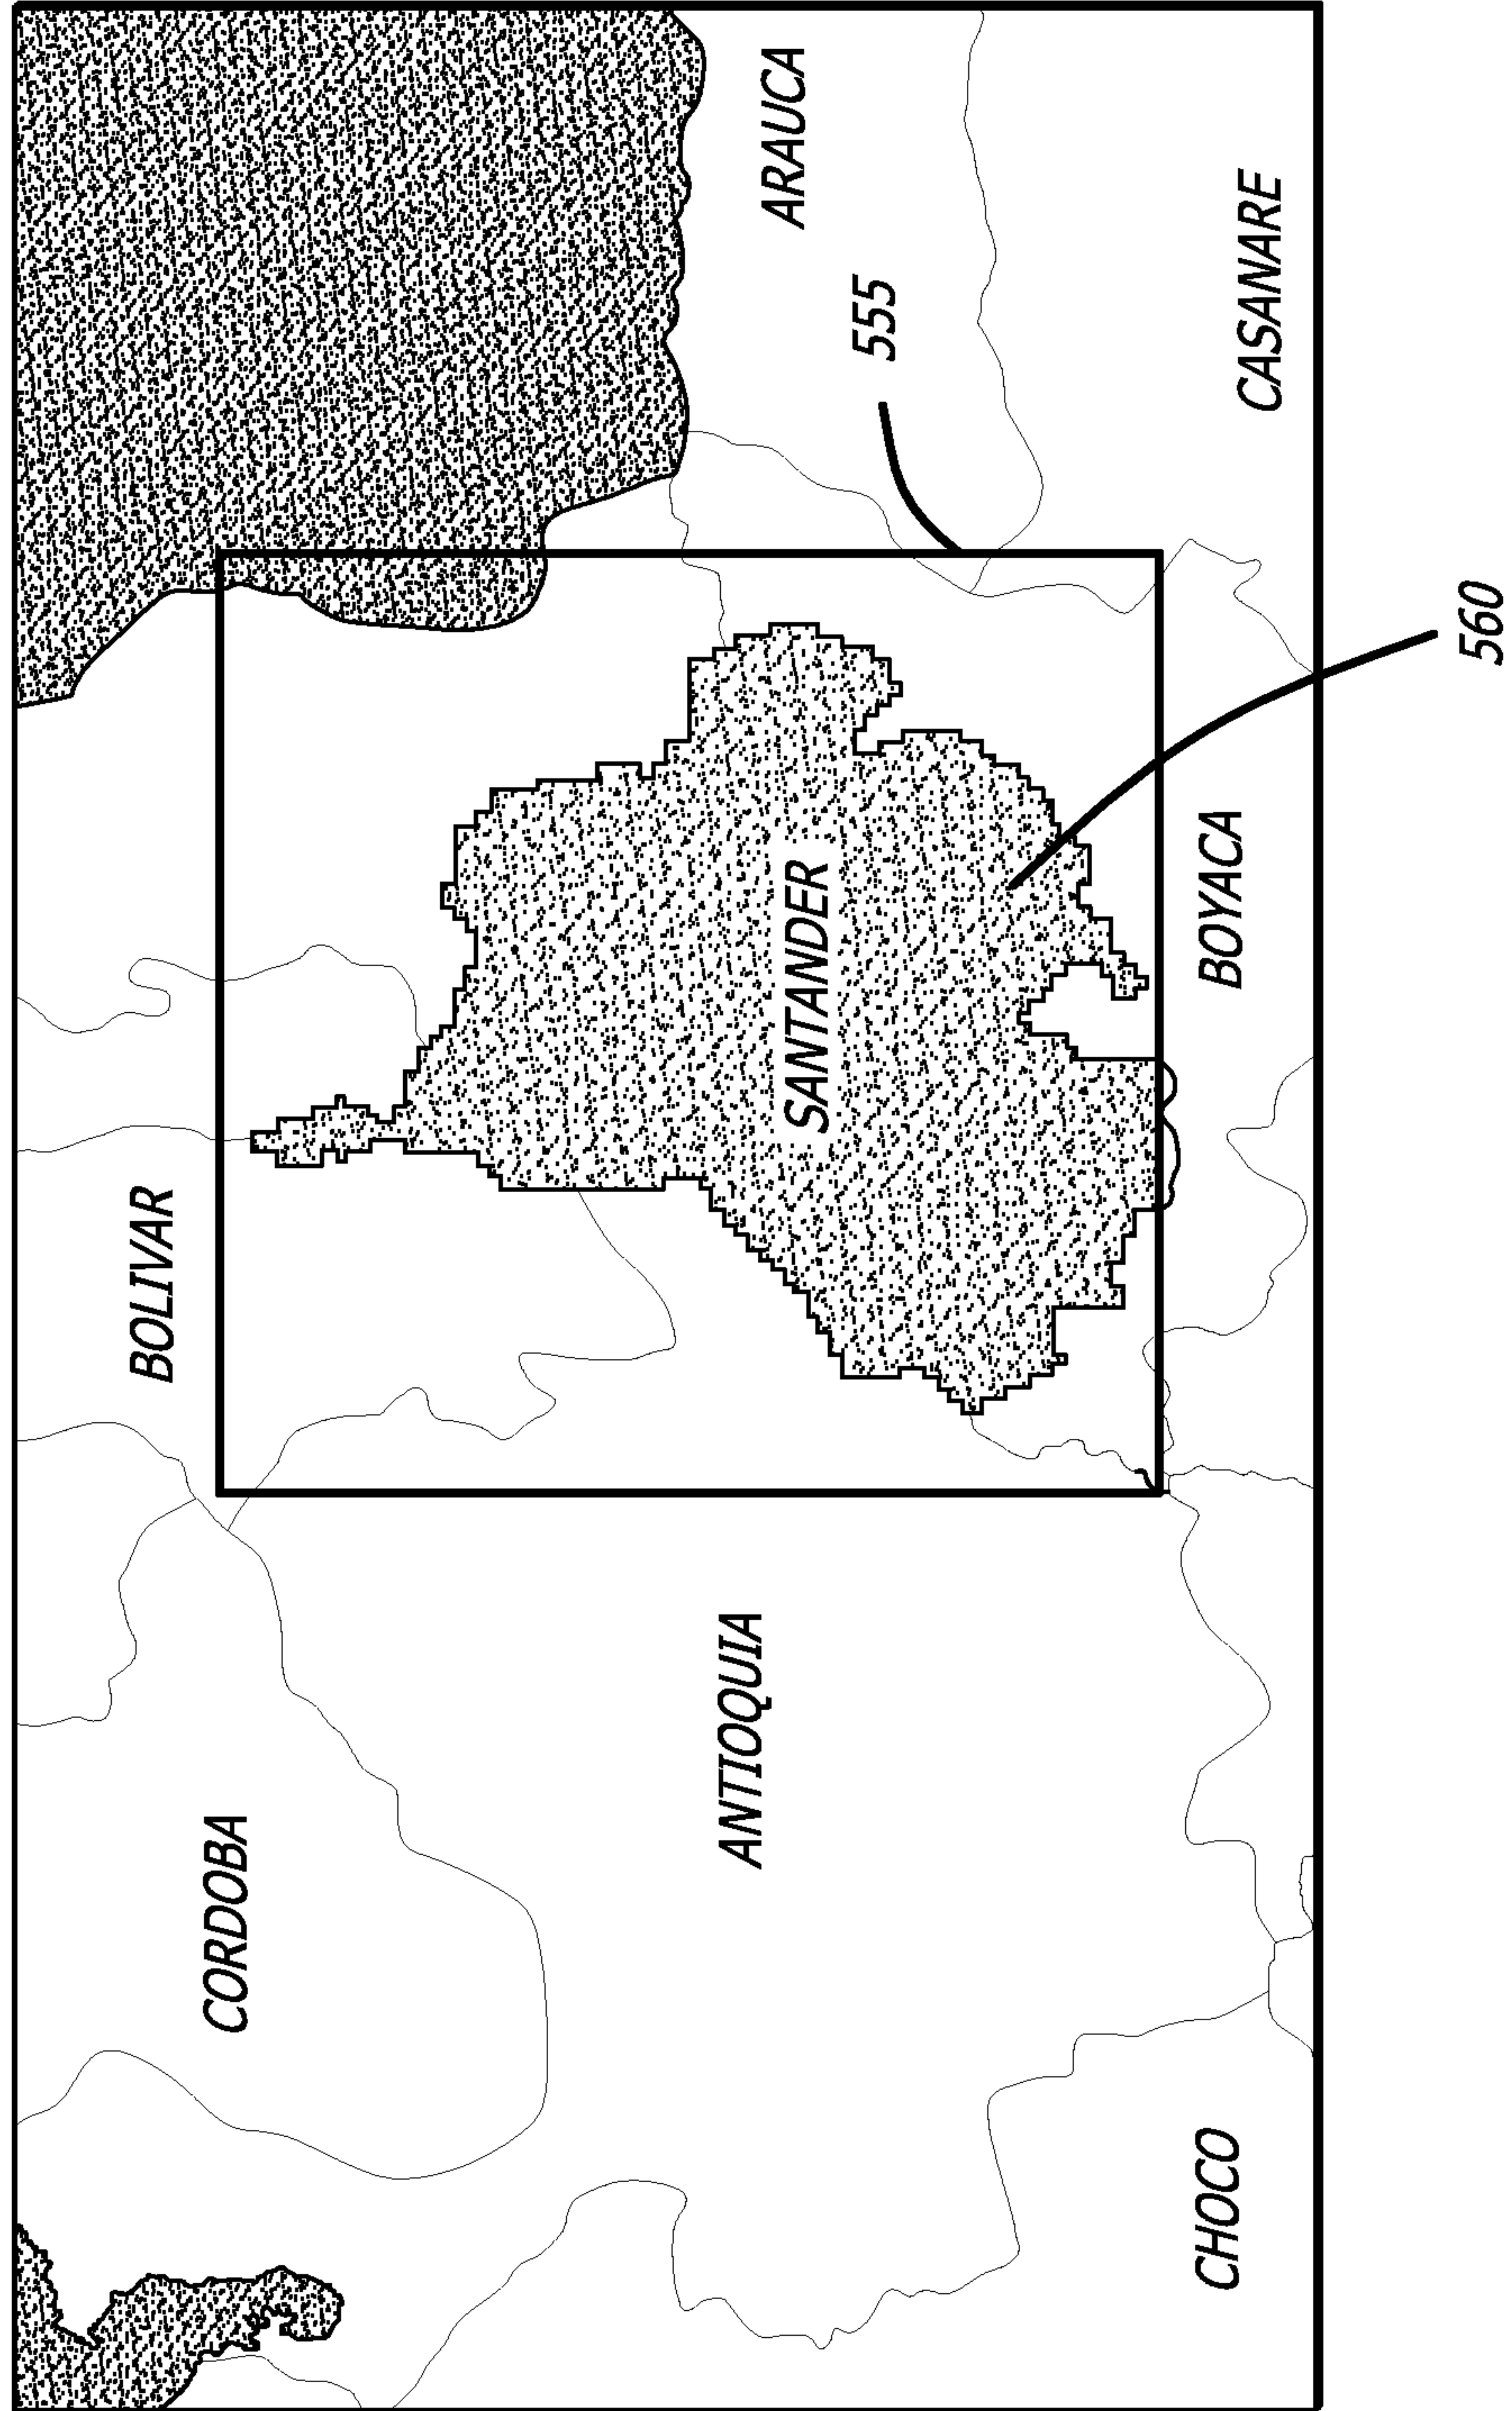 BOLIVAR
CORDOBA
ARAUCA
ANTIOQUIA
SANTANDER
555
CASANARE
BOYACA
CHOCO
560